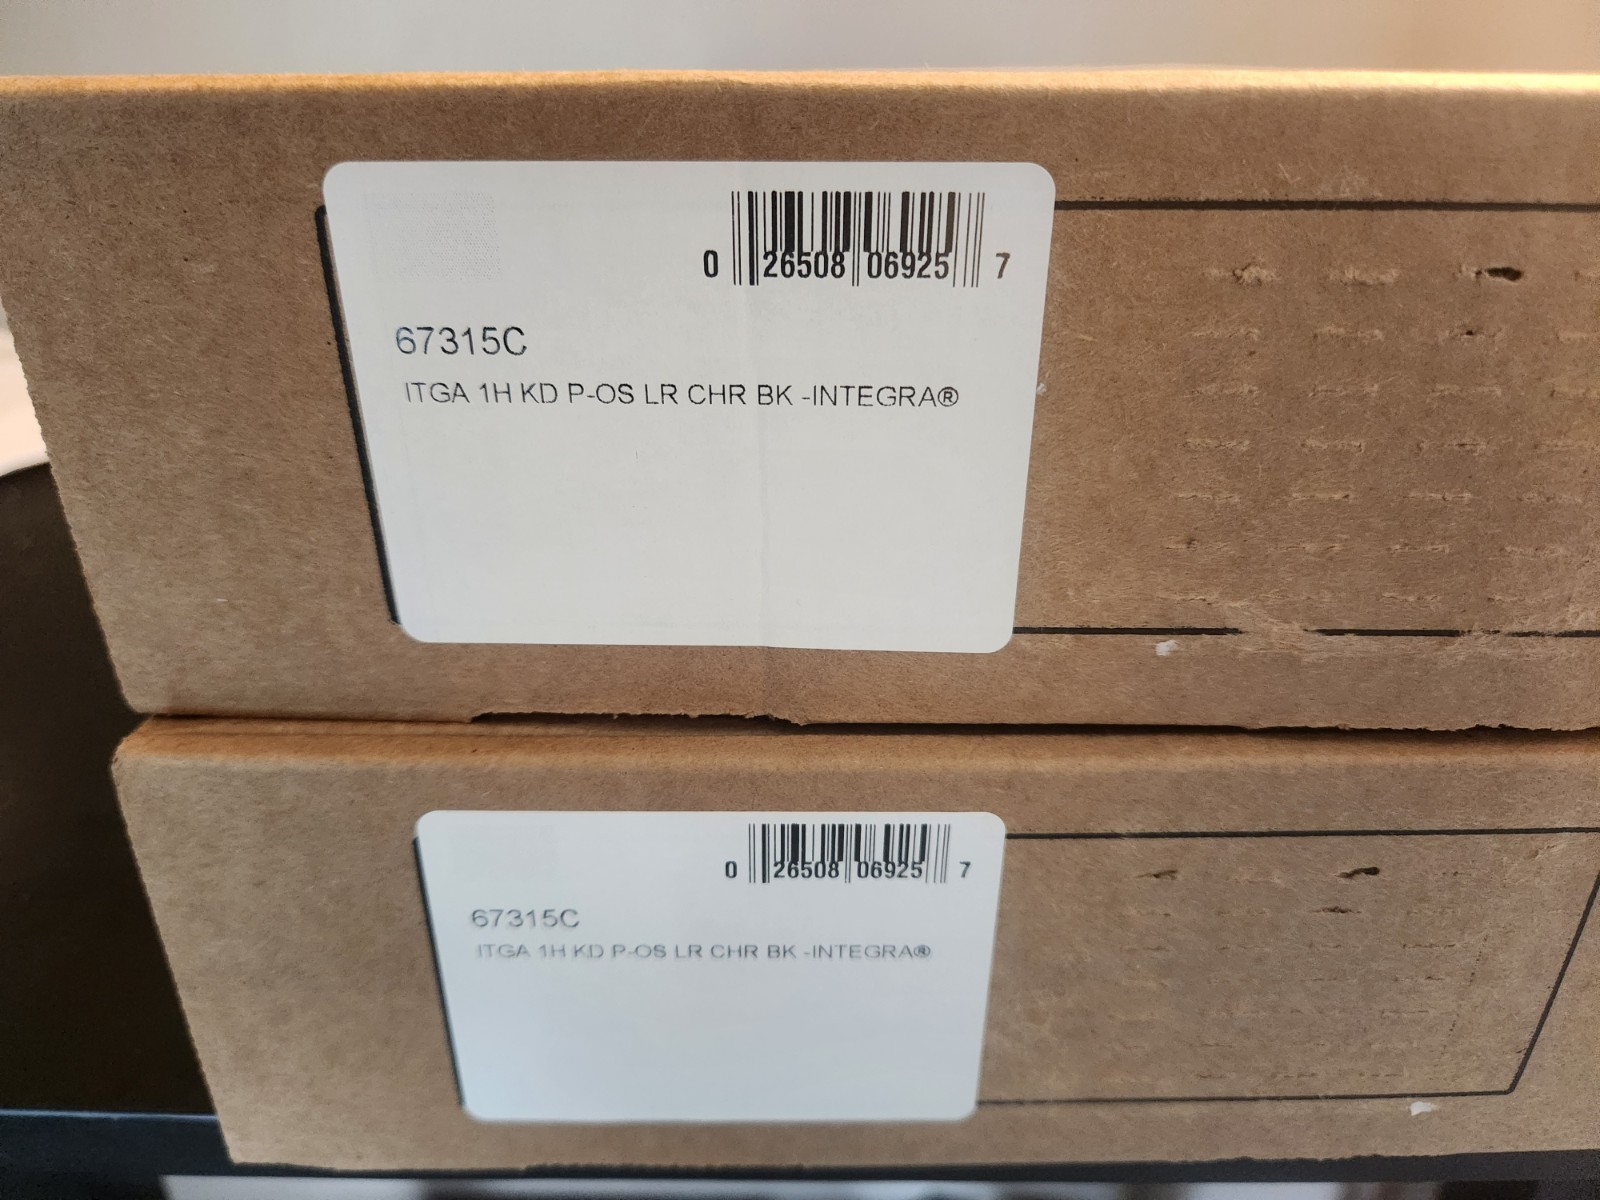 0 26508 06925 7
67315C
ITGA 1H KD P-OS LR CHR BK -INTEGRA®
0 26508 06925 7
67315C
ITGA 1H KD P-OS LR CHR BK -INTEGRA®